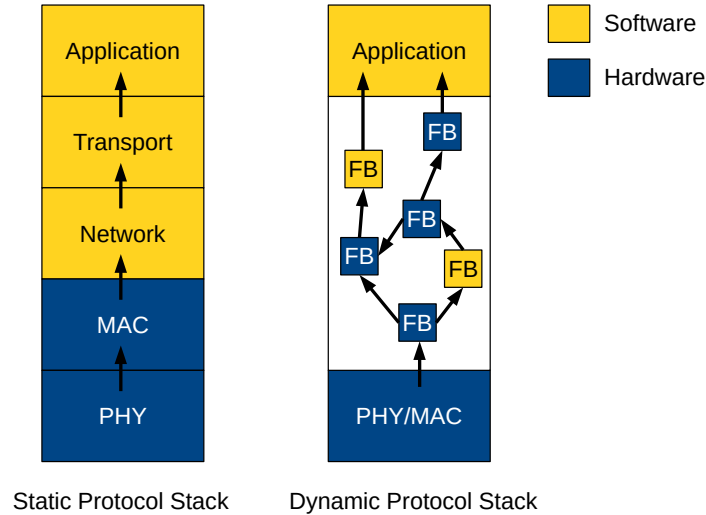 Application
Transport
Network
MAC
PHY
Static Protocol Stack
Application
FB
FB
FB
FB
FB
FB
PHY/MAC
Dynamic Protocol Stack
Software
Hardware